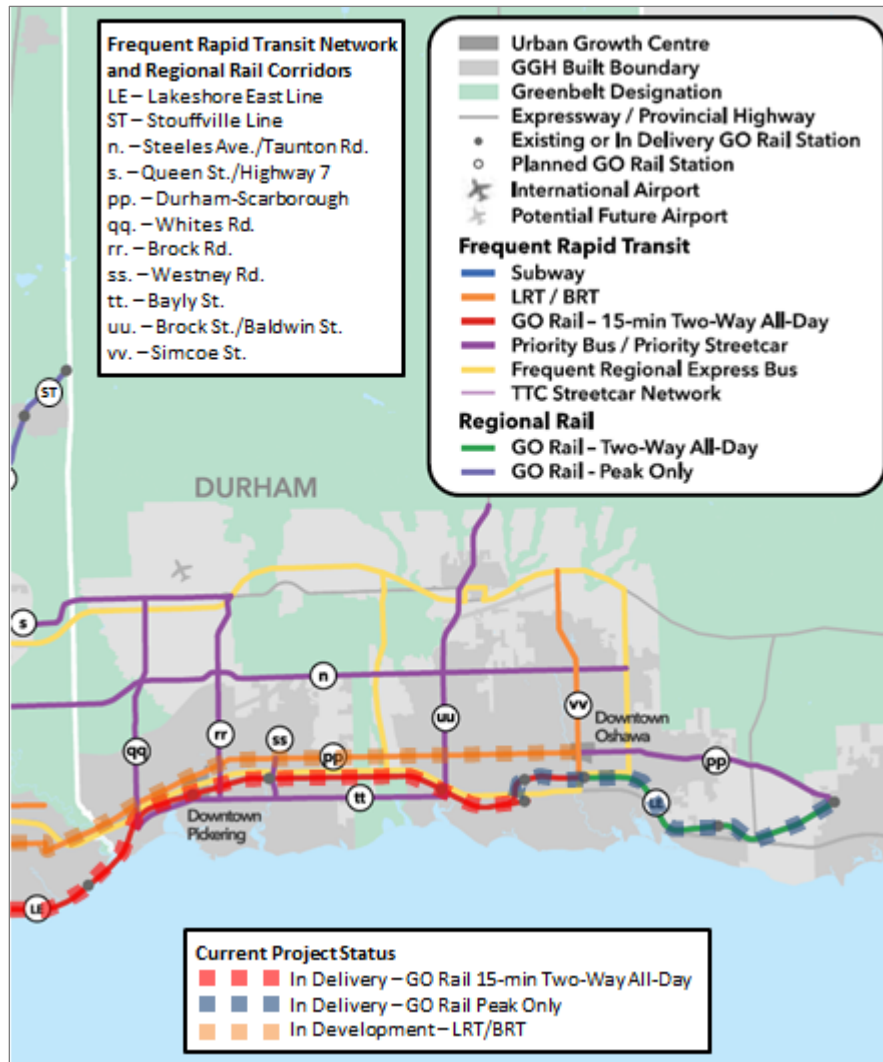 Frequent Rapid Transit Network
and Regional Rail Corridors
LE – Lakeshore East Line
ST – Stouffville Line
n. – Steeles Ave./Taunton Rd.
s. – Queen St./Highway 7
pp. – Durham-Scarborough
qq. – Whites Rd.
rr. – Brock Rd.
ss. – Westney Rd.
tt. – Bayly St.
uu. – Brock St./Baldwin St.
vv. – Simcoe St.
Urban Growth Centre
GGH Built Boundary
Greenbelt Designation
Expressway / Provincial Highway
Existing or In Delivery GO Rail Station
Planned GO Rail Station
International Airport
Potential Future Airport
Frequent Rapid Transit
Subway
LRT / BRT
GO Rail – 15-min Two-Way All-Day
Priority Bus / Priority Streetcar
Frequent Regional Express Bus
TTC Streetcar Network
Regional Rail
GO Rail – Two-Way All-Day
GO Rail - Peak Only
ST
DURHAM
s
n
uu
vv
Downtown
Oshawa
qq
rr
ss
pp
pp
tt
LE
Downtown
Pickering
LE
Current Project Status
In Delivery – GO Rail 15-min Two-Way All-Day
In Delivery – GO Rail Peak Only
In Development – LRT/BRT